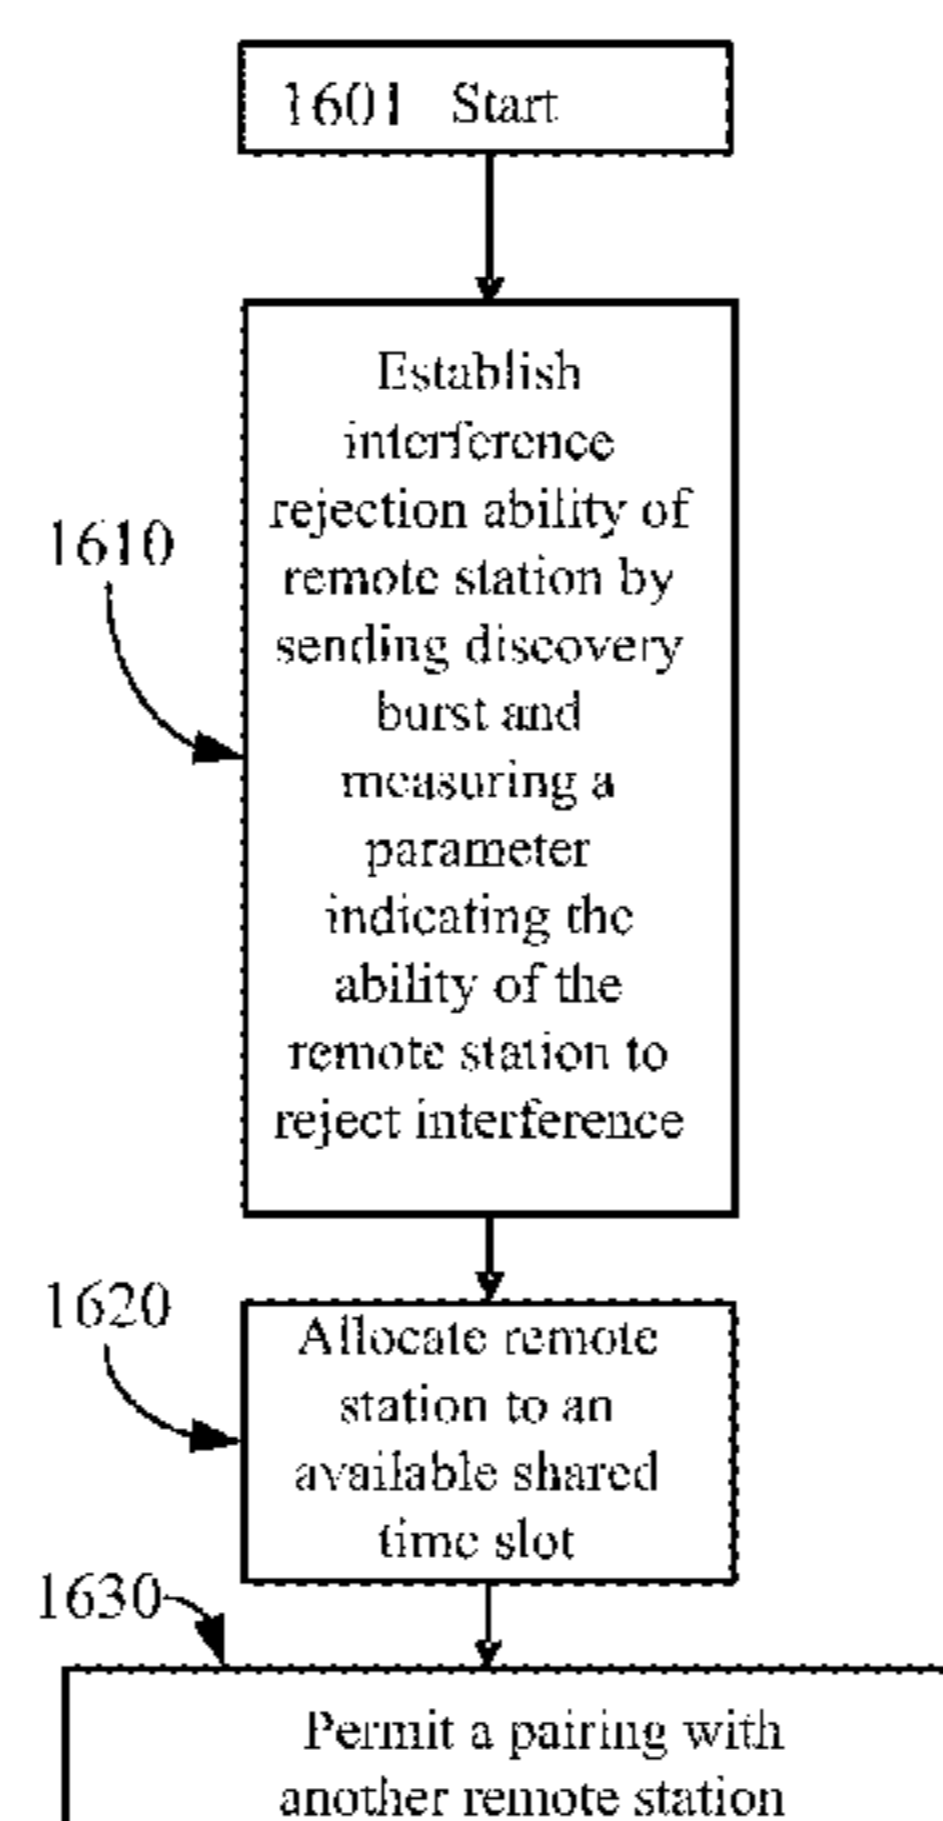 1601 Start
Establish
interference
rejection ability of
1610
remote station by
sending discovery
burst and
measuring a
parameter
indicating the
ability of the
remote station to
reject interference
1620
Allocate remote
station to an
available shared
time slot
1630
Permit a pairing with
another remote station